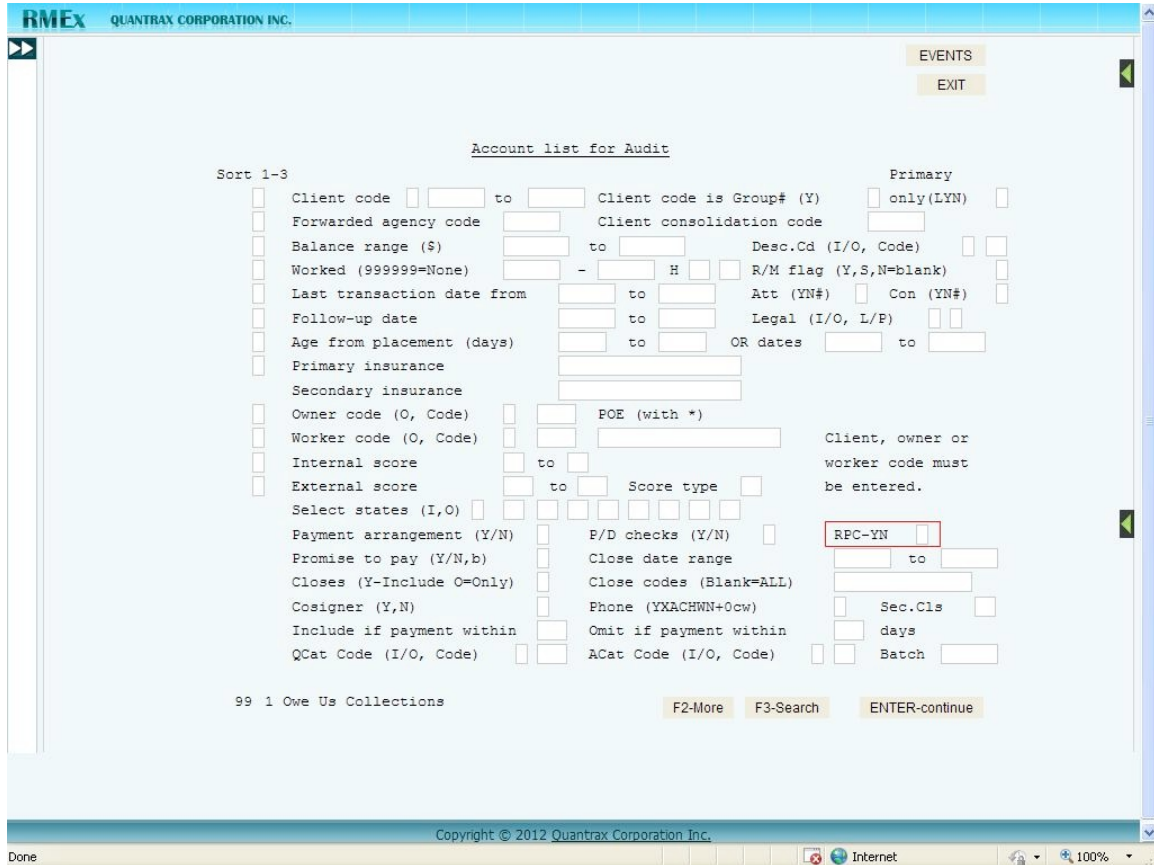 RMEx QUANTRAX CORPORATION INC.
EVENTS
EXIT
Account list for Audit
Sort 1-3 Primary
Client code to Client code is Group# (Y) only(LYN)
Forwarded agency code Client consolidation code
Balance range ($) to Desc.Cd (I/O, Code)
Worked (999999=None) - H R/M flag (Y,S,N=blank)
Last transaction date from to Att (YN#) Con (YN#)
Follow-up date to Legal (I/O, L/P)
Age from placement (days) to OR dates to
Primary insurance
Secondary insurance
Owner code (O, Code) POE (with *)
Worker code (O, Code) Client, owner or
Internal score to worker code must
External score to Score type be entered.
Select states (I,O)
Payment arrangement (Y/N) P/D checks (Y/N) RPC-YN
Promise to pay (Y/N,b) Close date range to
Closes (Y-Include O=Only) Close codes (Blank=ALL)
Cosigner (Y,N) Phone (YXACHWN+0cw) Sec.Cls
Include if payment within Omit if payment within days
QCat Code (I/O, Code) ACat Code (I/O, Code) Batch
99 1 Owe Us Collections F2-More F3-Search ENTER-continue
Copyright © 2012 Quantrax Corporation Inc.
Done Internet 100%